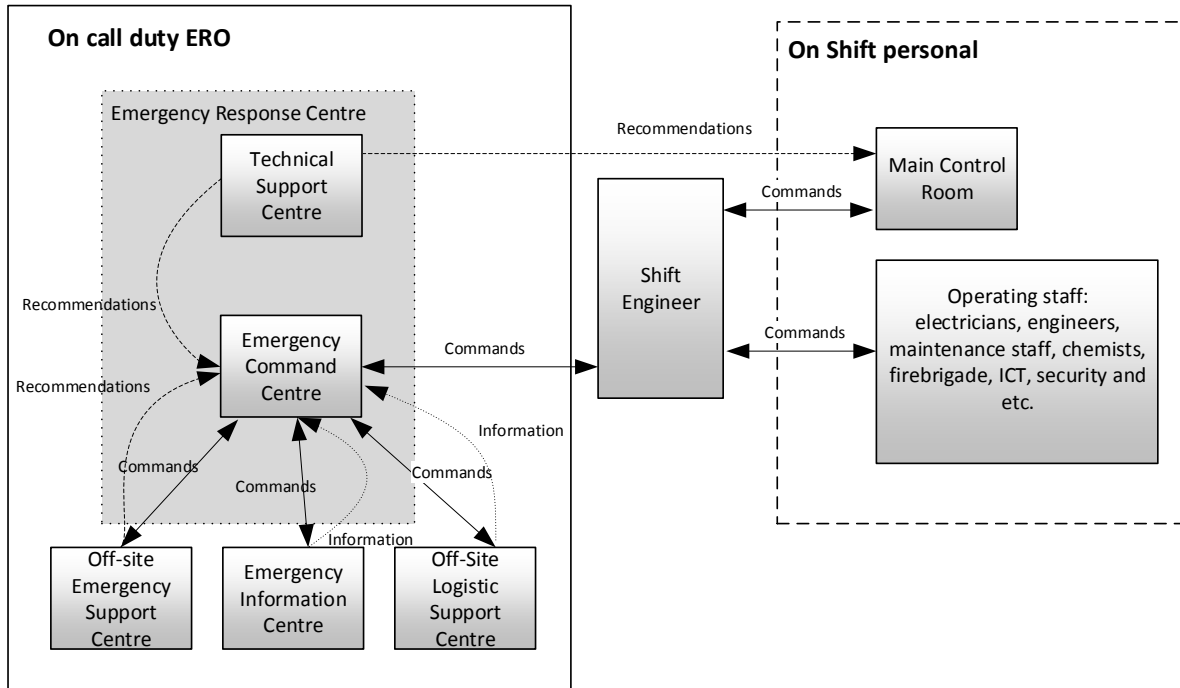 On call duty ERO
On Shift personal
Emergency Response Centre
Technical
Support
Centre
Recommendations
Main Control
Room
Commands
Shift
Engineer
Recommendations
Operating staff:
electricians, engineers,
maintenance staff, chemists,
firebrigade, ICT, security and
etc.
Commands
Emergency
Command
Centre
Commands
Recommendations
Information
Commands
Commands
Commands
Information
Off-site
Emergency
Support
Centre
Emergency
Information
Centre
Off-Site
Logistic
Support
Centre